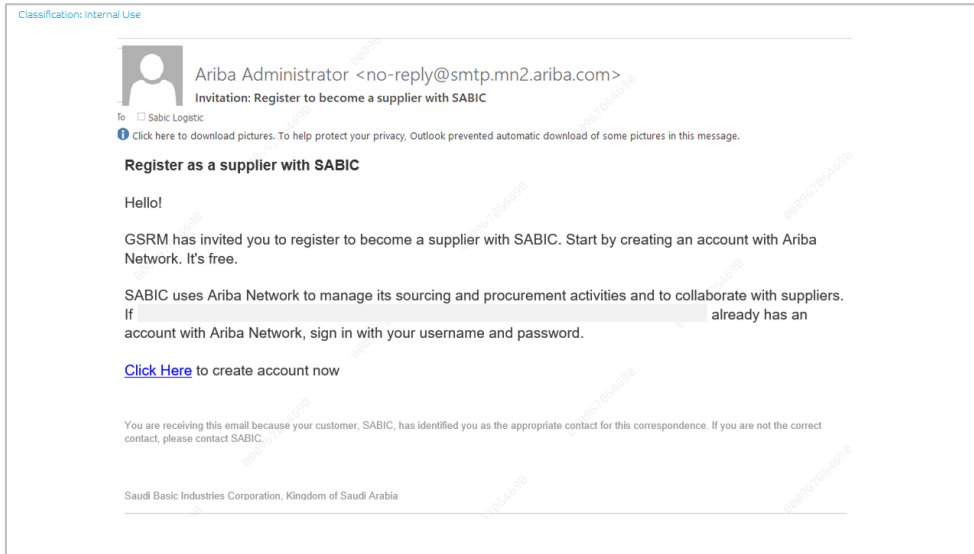 Classification: Internal Use
Ariba Administrator <no-reply@smtp.mn2.ariba.com>
Invitation: Register to become a supplier with SABIC
To Sabic Logistic
Click here to download pictures. To help protect your privacy, Outlook prevented automatic download of some pictures in this message.
Register as a supplier with SABIC
Hello!
GSRM has invited you to register to become a supplier with SABIC. Start by creating an account with Ariba
Network. It's free.
SABIC uses Ariba Network to manage its sourcing and procurement activities and to collaborate with suppliers.
If already has an
account with Ariba Network, sign in with your username and password.
Click Here to create account now
You are receiving this email because your customer, SABIC, has identified you as the appropriate contact for this correspondence. If you are not the correct
contact, please contact SABIC.
Saudi Basic Industries Corporation, Kingdom of Saudi Arabia